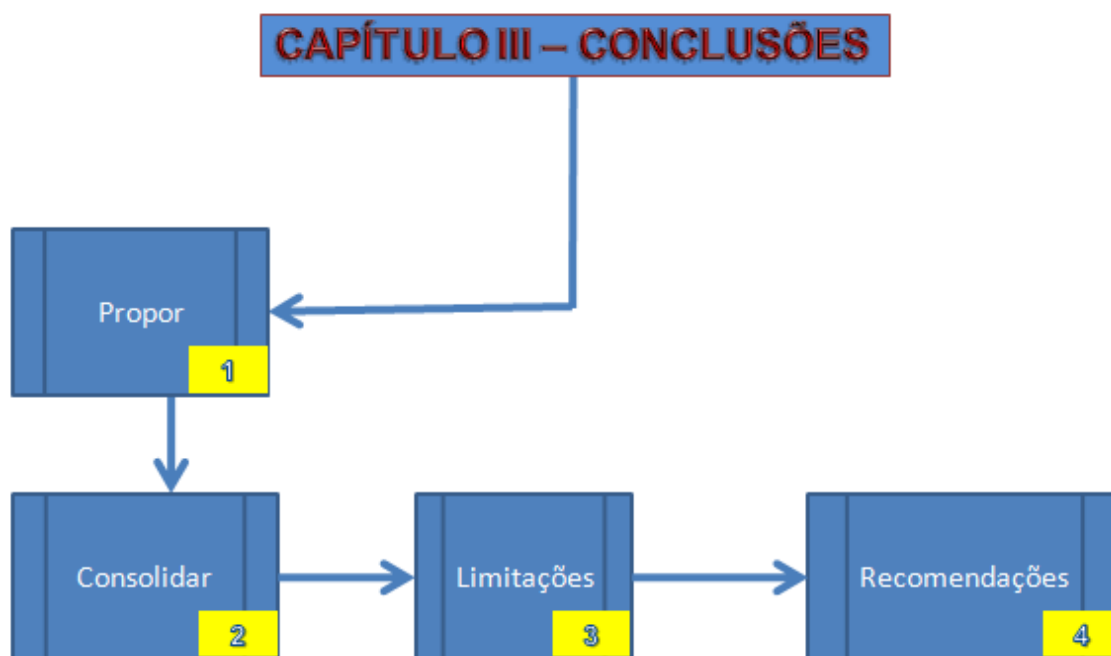 CAPÍTULO III – CONCLUSÕES
Propor
1
Consolidar
2
Limitações
3
Recomendações
4